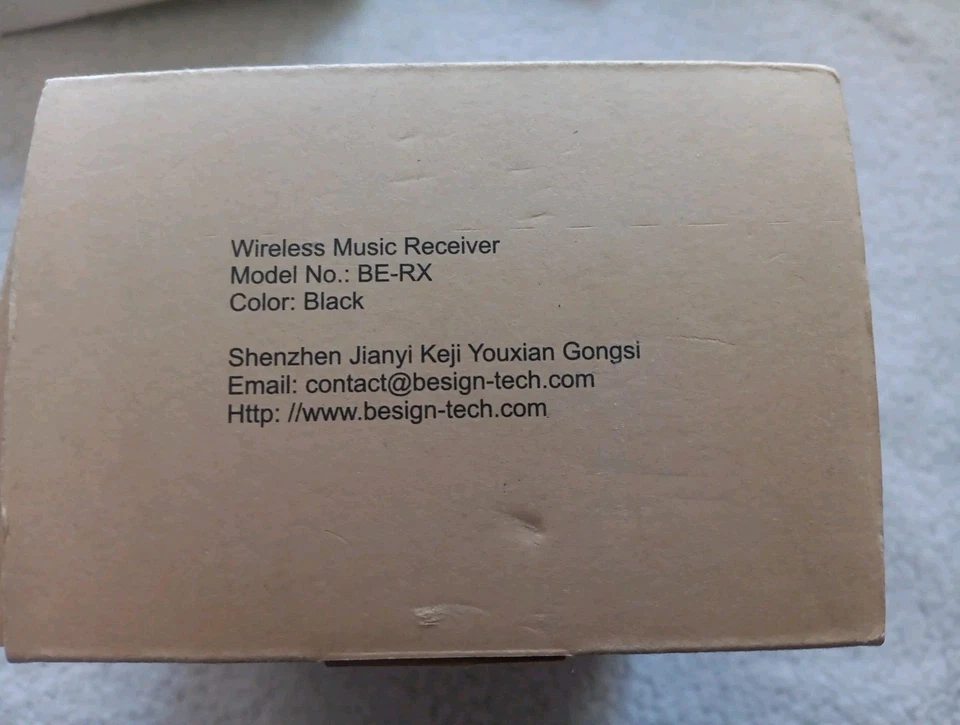 Wireless Music Receiver
Model No.: BE-RX
Color: Black
Shenzhen Jianyi Keji Youxian Gongsi
Email: contact@besign-tech.com
Http: //www.besign-tech.com